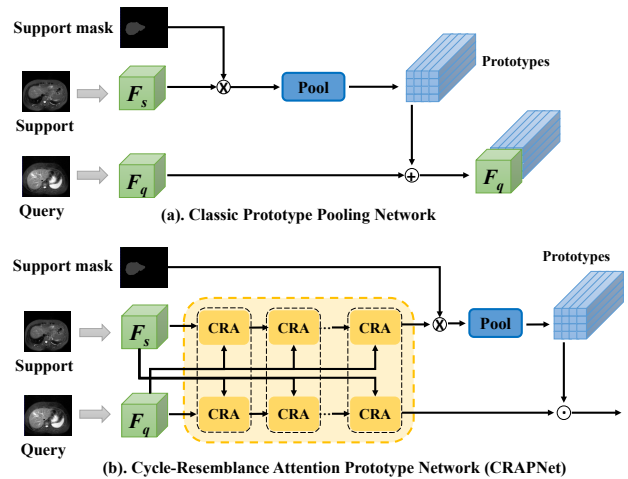 Support mask
F_s
X
Pool
Prototypes
Support
F_q
+
F_q
Query
(a). Classic Prototype Pooling Network
Support mask
Prototypes
F_s
CRA
CRA
CRA
X
Pool
Support
F_q
CRA
CRA
CRA
Query
(b). Cycle-Resemblance Attention Prototype Network (CRAPNet)